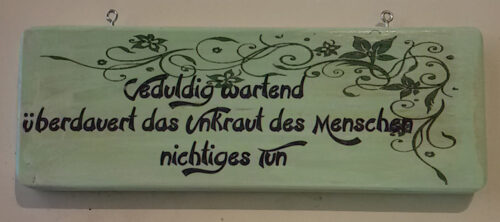 Geduldig wartend
überdauert das Unkraut des Menschen
nichtiges Tun